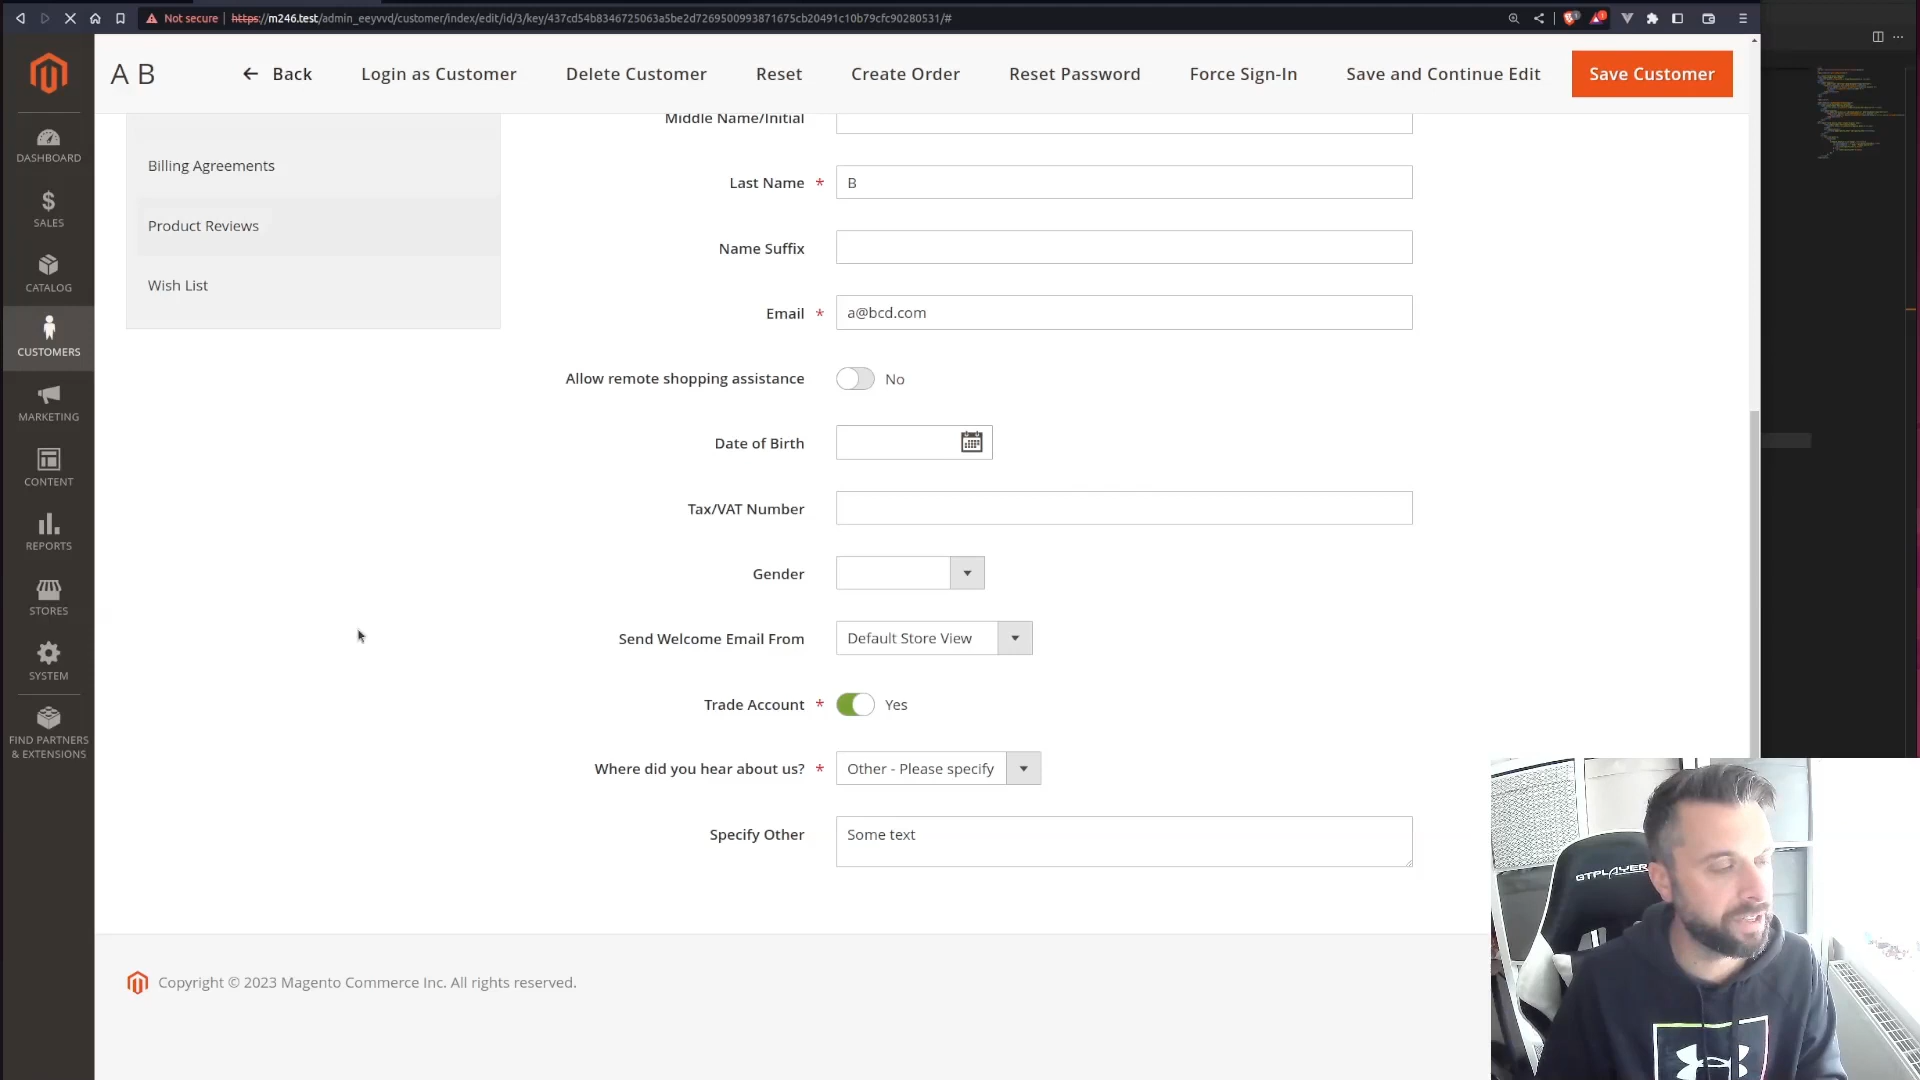 Not secure | https://m246.test/admin_eeyvvd/customer/index/edit/id/3/key/437cd54b8346725063a5be2d7269500993871675cb20491c10b79cfc90280531/#
A B
Back
Login as Customer
Delete Customer
Reset
Create Order
Reset Password
Force Sign-In
Save and Continue Edit
Save Customer
DASHBOARD
SALES
CATALOG
CUSTOMERS
MARKETING
CONTENT
REPORTS
STORES
SYSTEM
FIND PARTNERS
& EXTENSIONS
Billing Agreements
Product Reviews
Wish List
Middle Name/Initial
Last Name * B
Name Suffix
Email * a@bcd.com
Allow remote shopping assistance No
Date of Birth
Tax/VAT Number
Gender
Send Welcome Email From Default Store View
Trade Account * Yes
Where did you hear about us? * Other - Please specify
Specify Other Some text
Copyright © 2023 Magento Commerce Inc. All rights reserved.
GTPLAYER